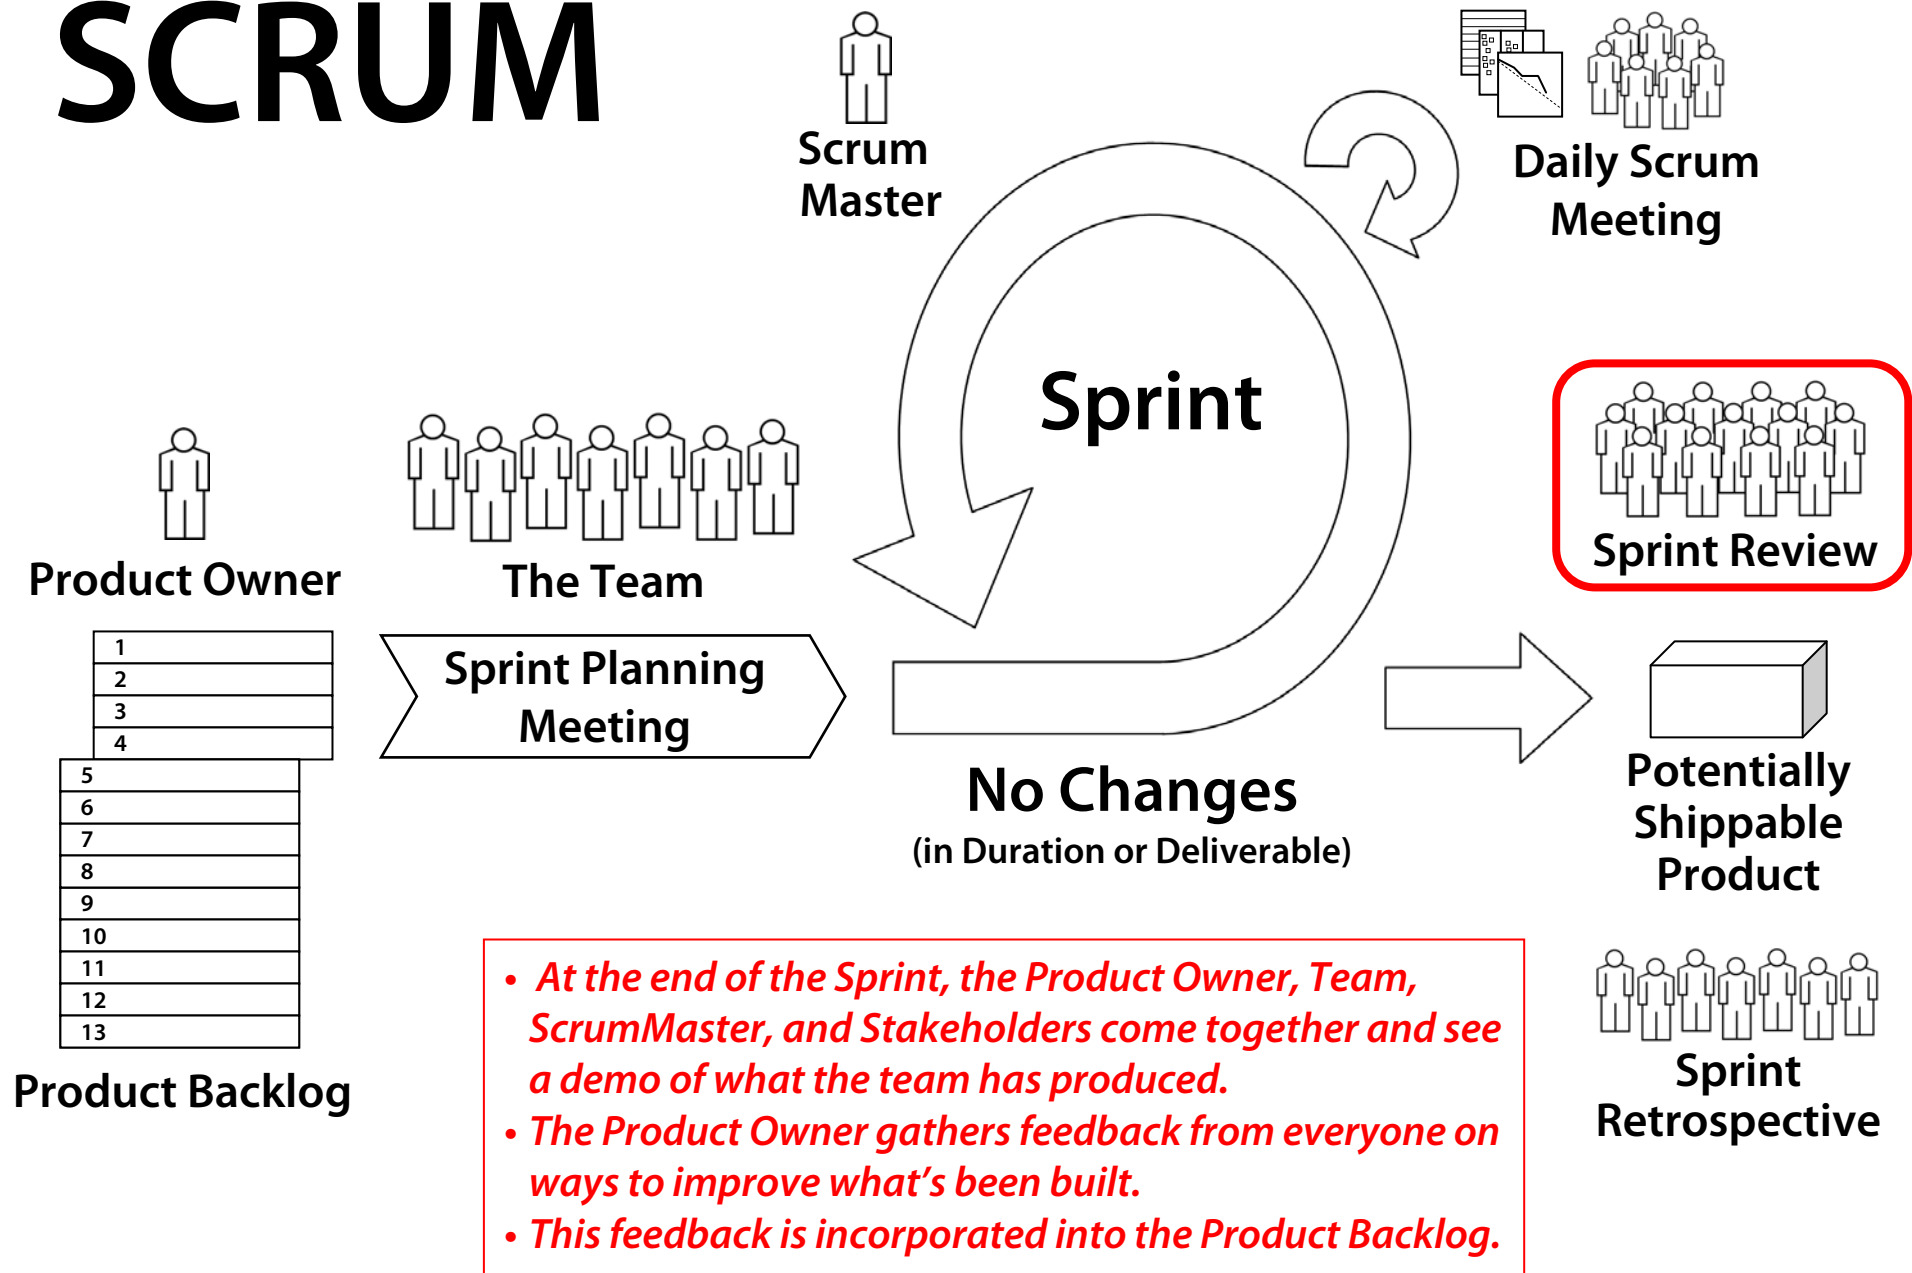 SCRUM
Scrum
Master
Daily Scrum
Meeting
Sprint
Sprint Review
Product Owner
The Team
1
2
3
4
5
6
7
8
9
10
11
12
13
Product Backlog
Sprint Planning
Meeting
No Changes
(in Duration or Deliverable)
Potentially
Shippable
Product
• At the end of the Sprint, the Product Owner, Team,
ScrumMaster, and Stakeholders come together and see
a demo of what the team has produced.
• The Product Owner gathers feedback from everyone on
ways to improve what’s been built.
• This feedback is incorporated into the Product Backlog.
Sprint
Retrospective